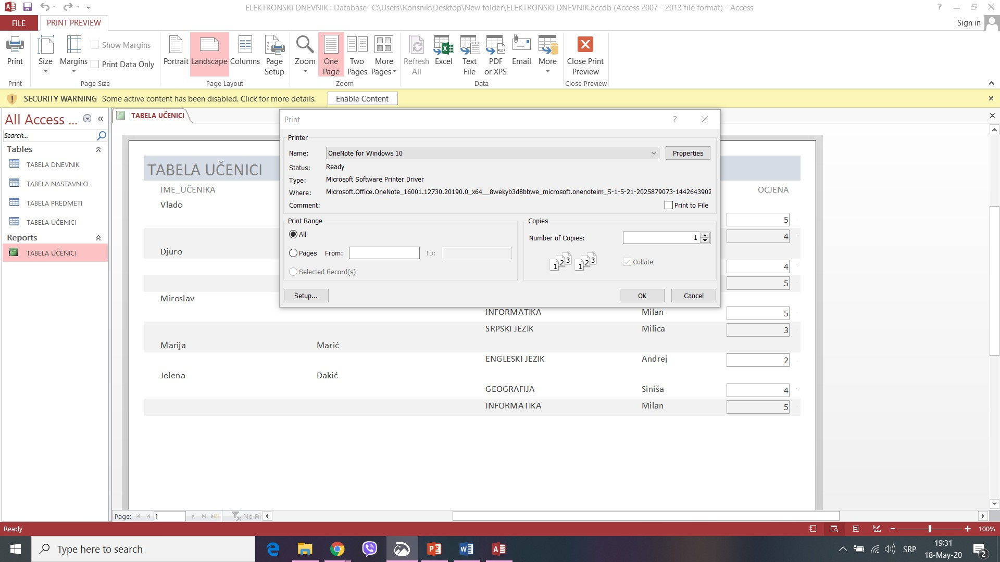 ELEKTRONSKI DNEVNIK : Database- C:\Users\Korisnik\Desktop\New folder\ELEKTRONSKI DNEVNIK.accdb (Access 2007 - 2013 file format) - Access
FILE PRINT PREVIEW Sign in
Print Size Margins Show Margins Print Data Only
Portrait Landscape Columns Page Setup
Zoom One Page Two Pages More Pages
Refresh All Excel Text File PDF or XPS Email More
Close Print Preview
Print Page Size Page Layout Zoom Data Close Preview
SECURITY WARNING Some active content has been disabled. Click for more details. Enable Content
All Access ...
Search...
Tables
TABELA DNEVNIK
TABELA NASTAVNICI
TABELA PREDMETI
TABELA UČENICI
Reports
TABELA UČENICI
TABELA UČENICI
Print ?
Printer
Name: OneNote for Windows 10 Properties
Status: Ready
Type: Microsoft Software Printer Driver
Where: Microsoft.Office.OneNote_16001.12730.20190.0_x64__8wekyb3d8bbwe_microsoft.onenoteim_S-1-5-21-2025879073-1442643902
Comment: Print to File
Print Range
All
Pages From: To:
Selected Record(s)
Copies
Number of Copies: 1
1 2 3 1 2 3 Collate
Setup... OK Cancel
TABELA UČENICI
IME_UČENIKA OCJENA
Vlado
5
4
Djuro
4
5
Miroslav
INFORMATIKA Milan 5
SRPSKI JEZIK Milica 3
Marija Marić
ENGLESKI JEZIK Andrej 2
Jelena Dakić
GEOGRAFIJA Siniša 4
INFORMATIKA Milan 5
Page: 1 No Fil
Ready 100%
Type here to search
SRP
19:31
18-May-20
2